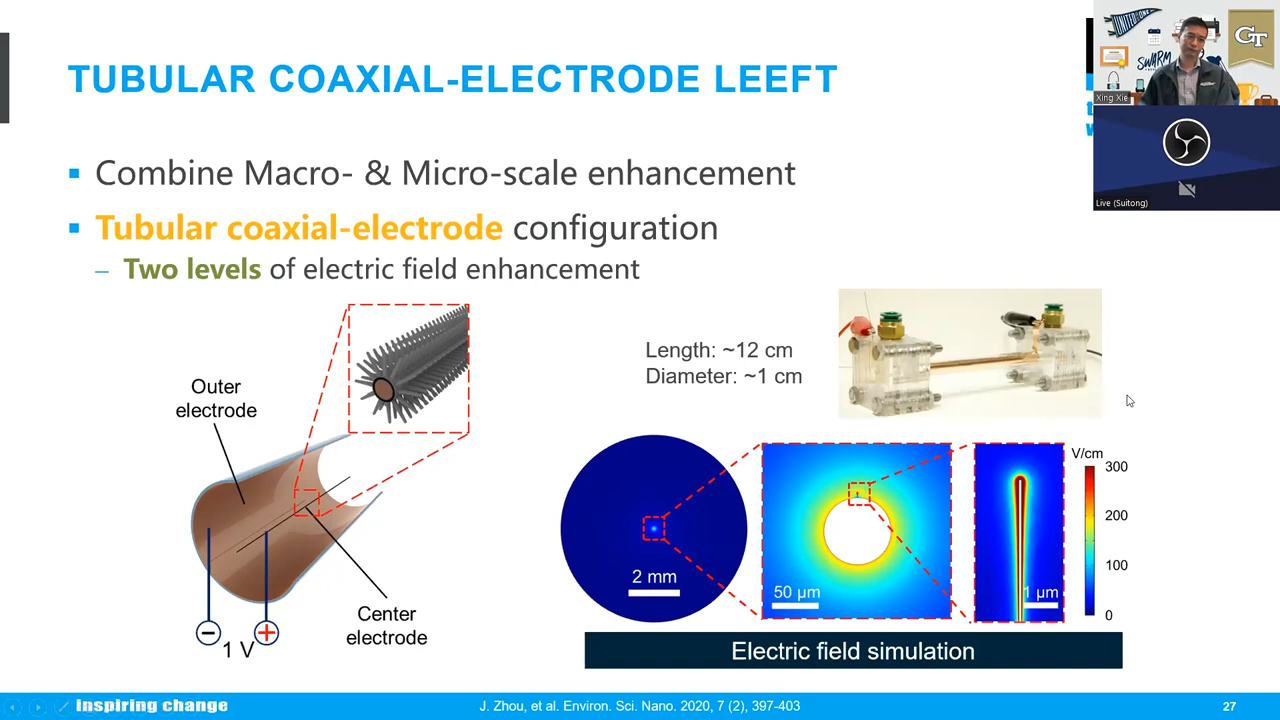 TUBULAR COAXIAL-ELECTRODE LEEFT
Combine Macro- & Micro-scale enhancement
Tubular coaxial-electrode configuration
– Two levels of electric field enhancement
Outer
electrode
Center
electrode
1 V
Length: ~12 cm
Diameter: ~1 cm
2 mm
50 µm
1 µm
V/cm
300
200
100
0
Electric field simulation
inspiring change
J. Zhou, et al. Environ. Sci. Nano. 2020, 7 (2), 397-403
27
UNITED
SWARM
GT
Xing Xie
Live (Suitong)